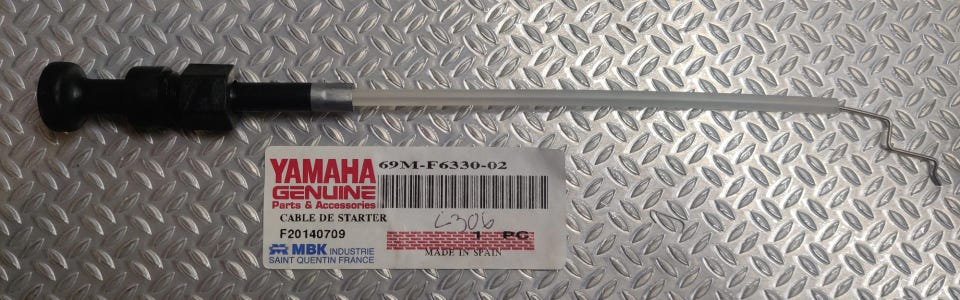 YAMAHA 69M-F6330-02
GENUINE
Parts & Accessories
CABLE DE STARTER
C306
F20140709
1 PC
MBK INDUSTRIE
MADE IN SPAIN
SAINT QUENTIN FRANCE